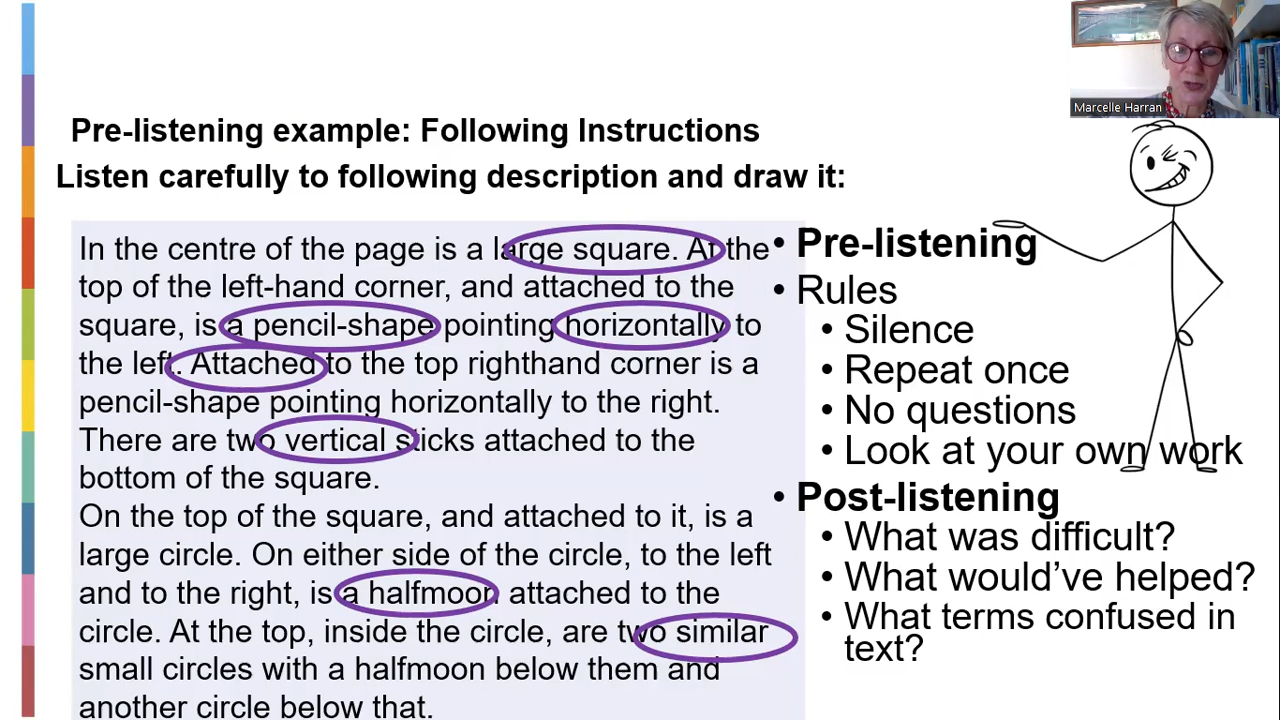 Marcelle Harran
Pre-listening example: Following Instructions
Listen carefully to following description and draw it:
In the centre of the page is a large square. At the
top of the left-hand corner, and attached to the
square, is a pencil-shape pointing horizontally to
the left. Attached to the top righthand corner is a
pencil-shape pointing horizontally to the right.
There are two vertical sticks attached to the
bottom of the square.
On the top of the square, and attached to it, is a
large circle. On either side of the circle, to the left
and to the right, is a halfmoon attached to the
circle. At the top, inside the circle, are two similar
small circles with a halfmoon below them and
another circle below that.
• Pre-listening
• Rules
• Silence
• Repeat once
• No questions
• Look at your own work
• Post-listening
• What was difficult?
• What would’ve helped?
• What terms confused in
text?